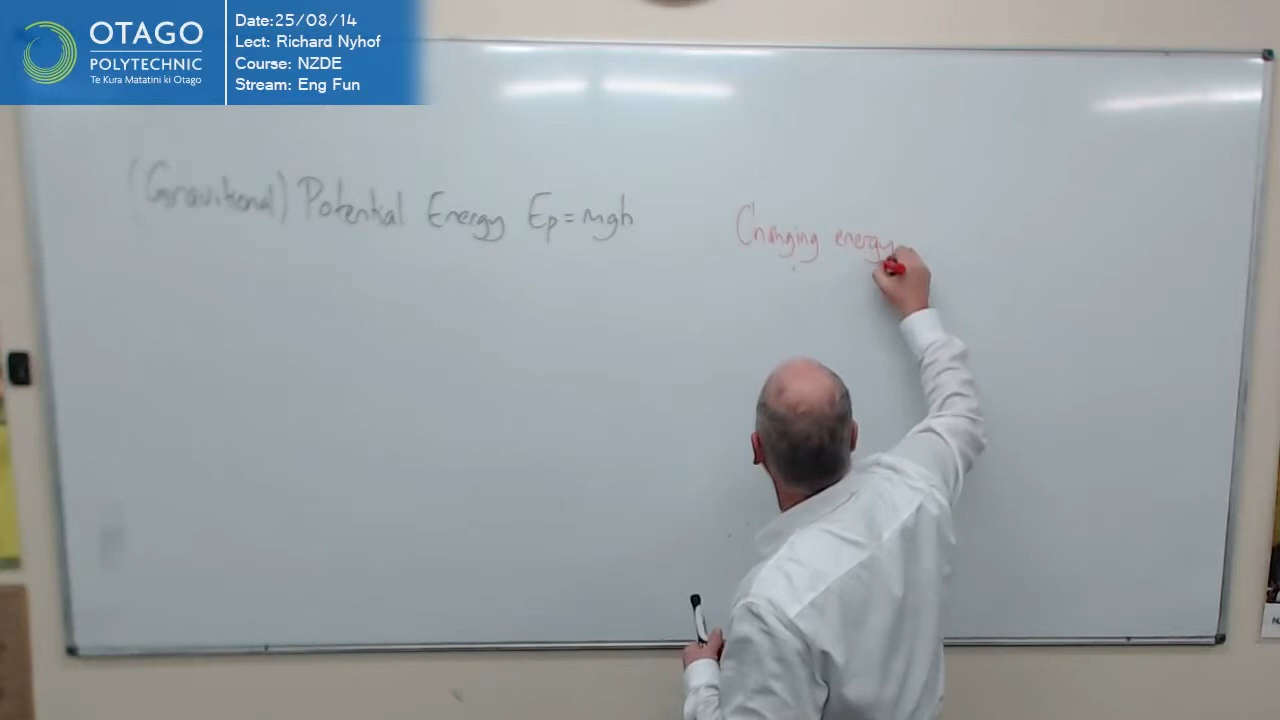 OTAGO
POLYTECHNIC
Te Kura Matatini ki Otago
Date:25/08/14
Lect: Richard Nyhof
Course: NZDE
Stream: Eng Fun
(Gravitional) Potential Energy Ep=mgh
Changing energy